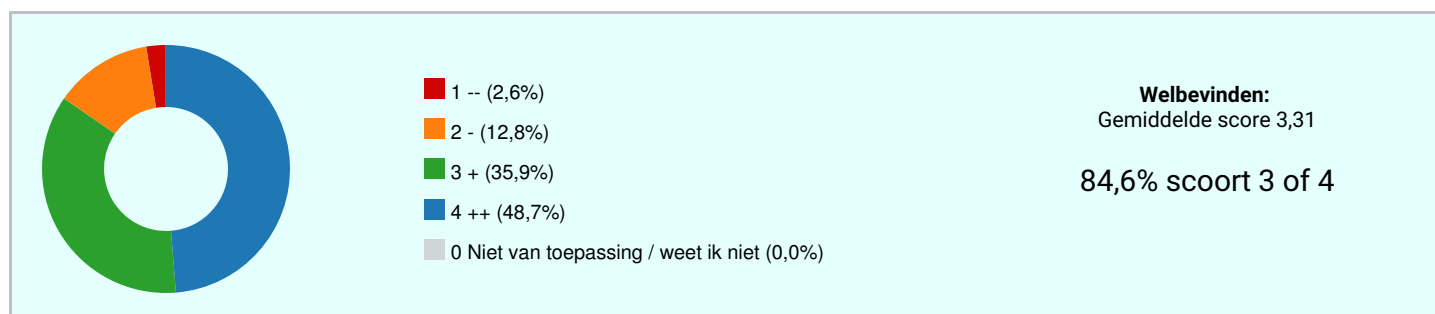 1 -- (2,6%)
2 - (12,8%)
3 + (35,9%)
4 ++ (48,7%)
0 Niet van toepassing / weet ik niet (0,0%)
Welbevinden:
Gemiddelde score 3,31
84,6% scoort 3 of 4